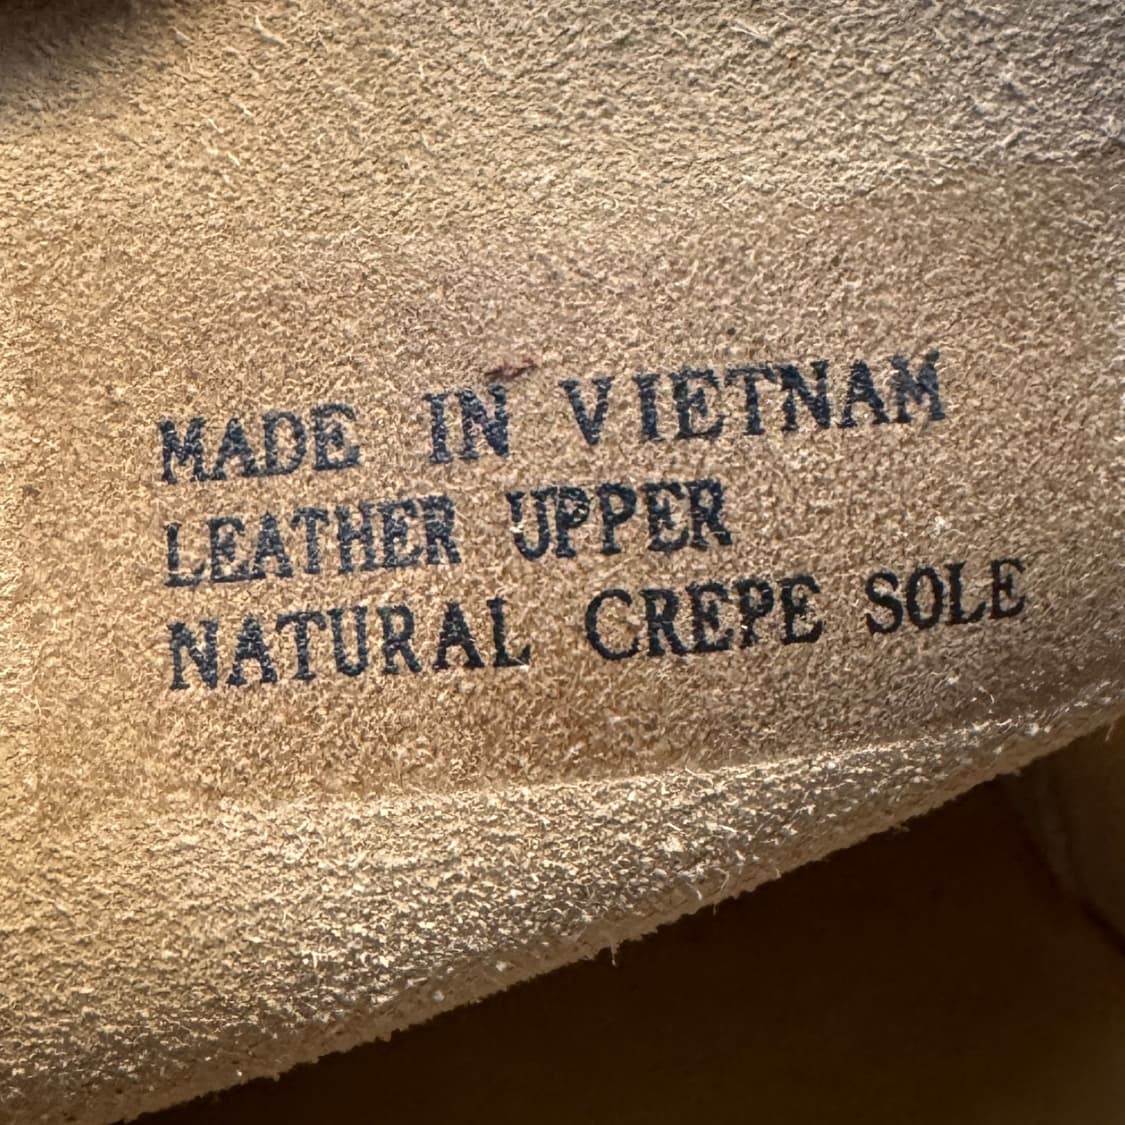 MADE IN VIETNAM
LEATHER UPPER
NATURAL CREPE SOLE